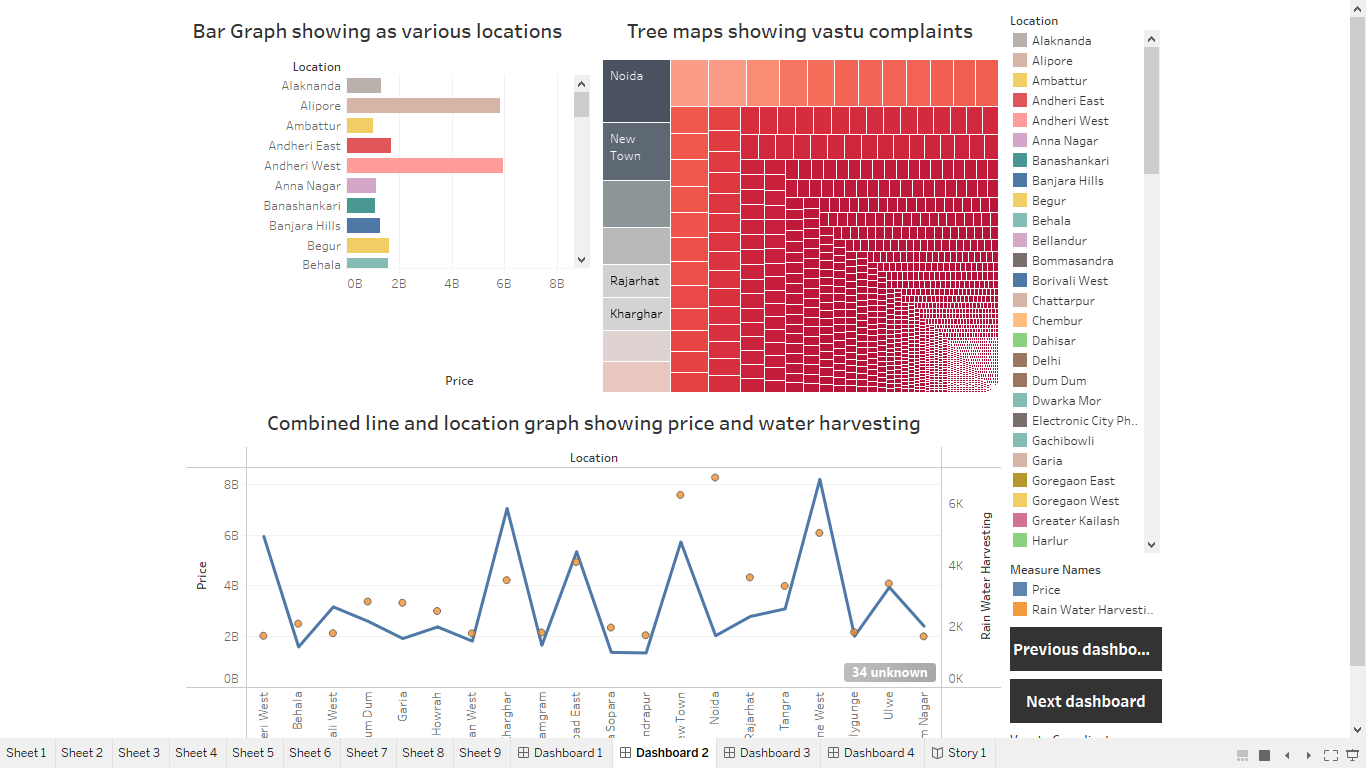 Bar Graph showing as various locations
Location
Alaknanda
Alipore
Ambattur
Andheri East
Andheri West
Anna Nagar
Banashankari
Banjara Hills
Begur
Behala
0B 2B 4B 6B 8B
Price
Tree maps showing vastu complaints
Noida
New
Town
Rajarhat
Kharghar
Combined line and location graph showing price and water harvesting
Location
8B
6B
4B
2B
0B
Price
6K
4K
2K
0K
Rain Water Harvesting
34 unknown
eri West
Behala
ali West
um Dum
Garia
Howrah
an West
harghar
amgram
oad East
a Sopara
ndrapur
ew Town
Noida
Rajarhat
Tangra
ne West
llygunge
Ulwe
m Nagar
Location
Alaknanda
Alipore
Ambattur
Andheri East
Andheri West
Anna Nagar
Banashankari
Banjara Hills
Begur
Behala
Bellandur
Bommasandra
Borivali West
Chattarpur
Chembur
Dahisar
Delhi
Dum Dum
Dwarka Mor
Electronic City Ph..
Gachibowli
Garia
Goregaon East
Goregaon West
Greater Kailash
Harlur
Measure Names
Price
Rain Water Harvesti..
Previous dashbo...
Next dashboard
Sheet 1 Sheet 2 Sheet 3 Sheet 4 Sheet 5 Sheet 6 Sheet 7 Sheet 8 Sheet 9 Dashboard 1 Dashboard 2 Dashboard 3 Dashboard 4 Story 1